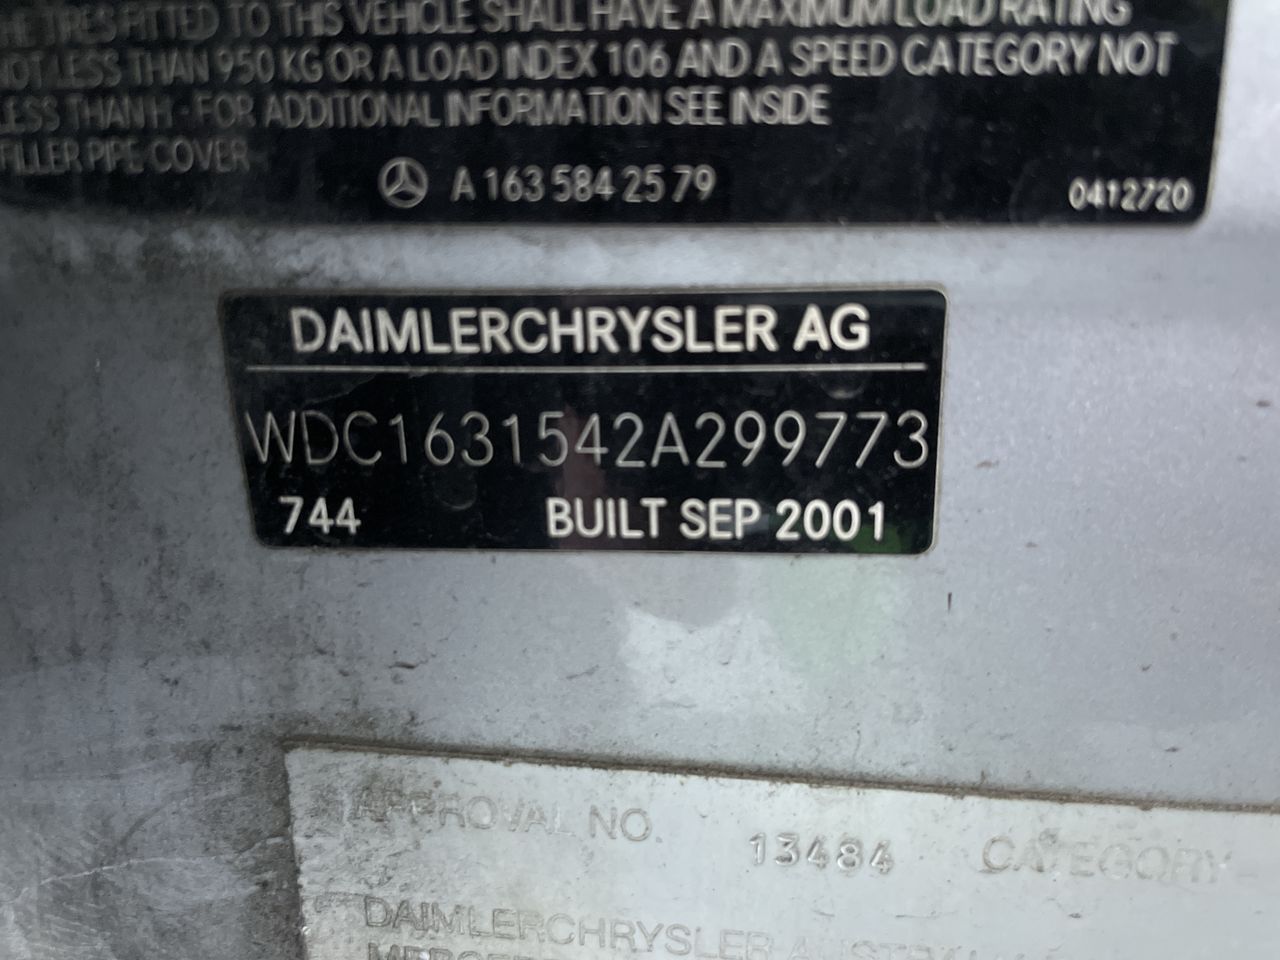 THE TIRES FITTED TO THIS VEHICLE SHALL HAVE A MAXIMUM LOAD RATING
NOT LESS THAN 950 KG OR A LOAD INDEX 106 AND A SPEED CATEGORY NOT
LESS THAN H - FOR ADDITIONAL INFORMATION SEE INSIDE
FILLER PIPE COVER
A 163 584 25 79
0412720
DAIMLERCHRYSLER AG
WDC1631542A299773
744 BUILT SEP 2001
APPROVAL NO. 13484 CATEGORY
DAIMLERCHRYSLER